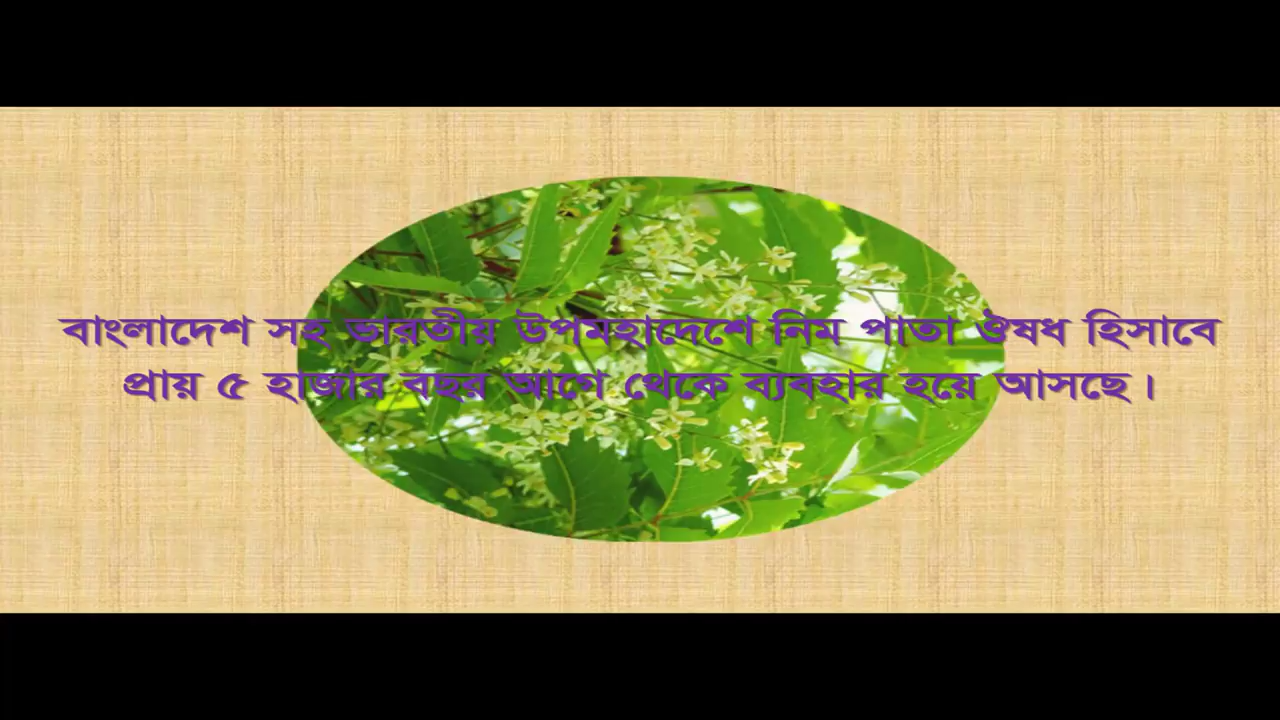 বাংলাদেশ সহ ভারতীয় উপমহাদেশে নিম পাতা ঔষধ হিসাবে
প্রায় ৫ হাজার বছর আগে থেকে ব্যবহার হয়ে আসছে।